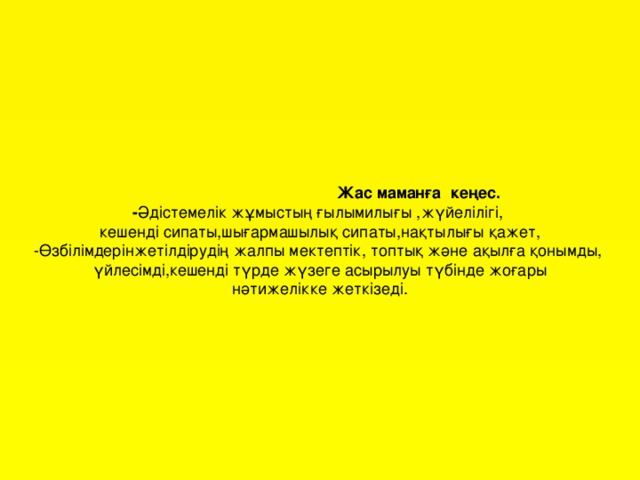 Жас маманға кеңес.
-Әдістемелік жұмыстың ғылымилығы ,жүйелілігі,
кешенді сипаты,шығармашылық сипаты,нақтылығы қажет,
-Өзбілімдерінжетілдірудің жалпы мектептік, топтық және ақылға қонымды,
үйлесімді,кешенді түрде жүзеге асырылуы түбінде жоғары
нәтижелікке жеткізеді.